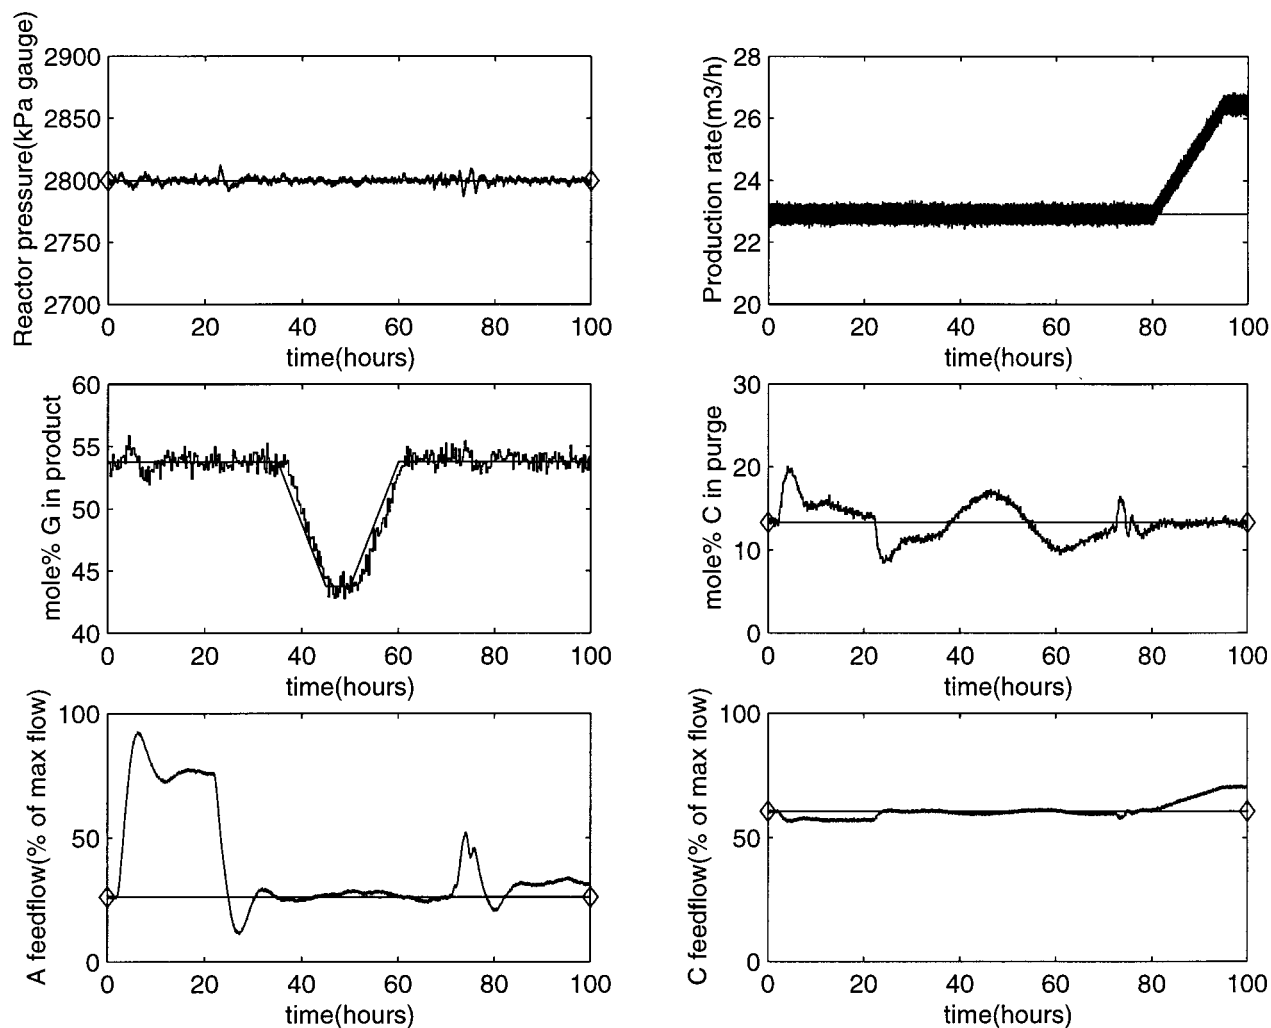 Reactor pressure(kPa gauge)
2900
2850
2800
2750
2700
0 20 40 60 80 100
time(hours)
Production rate(m3/h)
28
26
24
22
20
0 20 40 60 80 100
time(hours)
mole% G in product
60
55
50
45
40
0 20 40 60 80 100
time(hours)
mole% C in purge
30
20
10
0
0 20 40 60 80 100
time(hours)
A feedflow(% of max flow)
100
50
0
0 20 40 60 80 100
time(hours)
C feedflow(% of max flow)
100
50
0
0 20 40 60 80 100
time(hours)